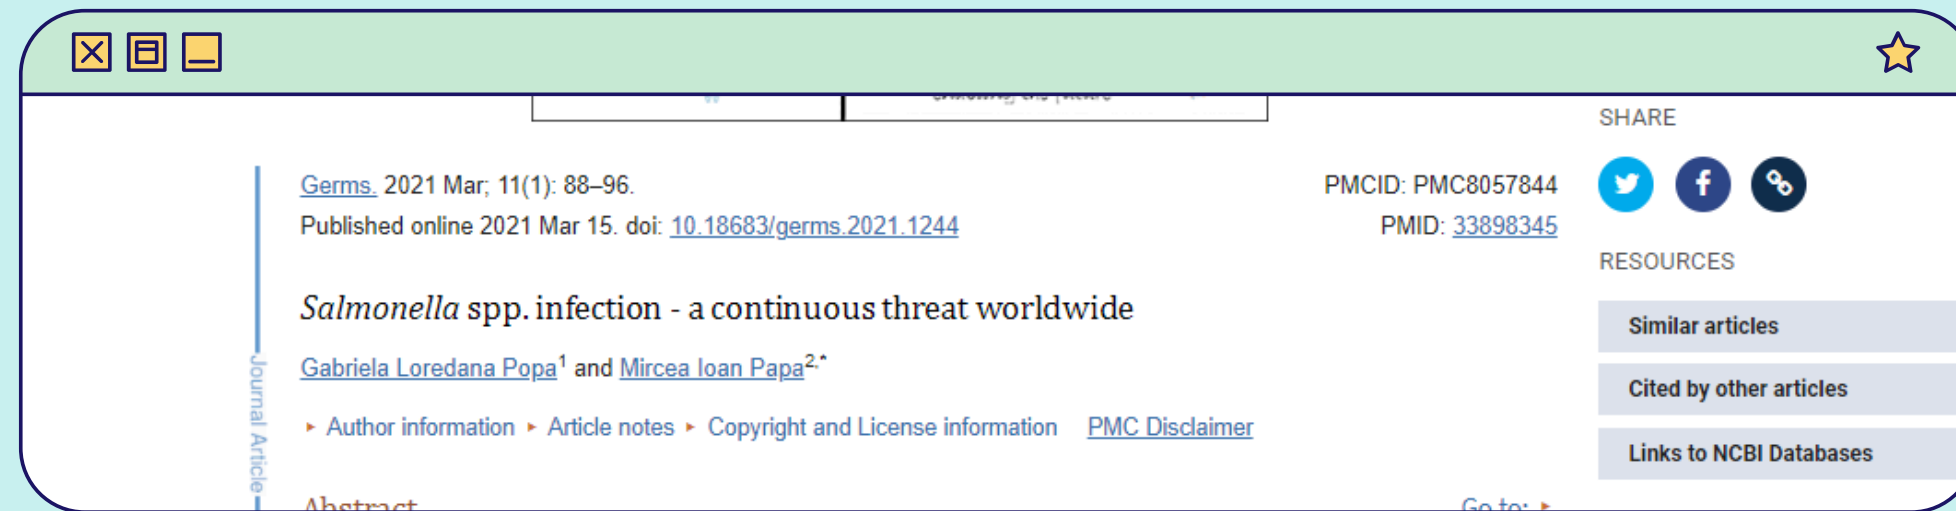 Germs. 2021 Mar; 11(1): 88–96.
Published online 2021 Mar 15. doi: 10.18683/germs.2021.1244
PMCID: PMC8057844
PMID: 33898345
Salmonella spp. infection - a continuous threat worldwide
Gabriela Loredana Popa1 and Mircea Ioan Papa2,*
▸ Author information ▸ Article notes ▸ Copyright and License information PMC Disclaimer
Abstract
Go to: ▸
Journal Article
SHARE
RESOURCES
Similar articles
Cited by other articles
Links to NCBI Databases